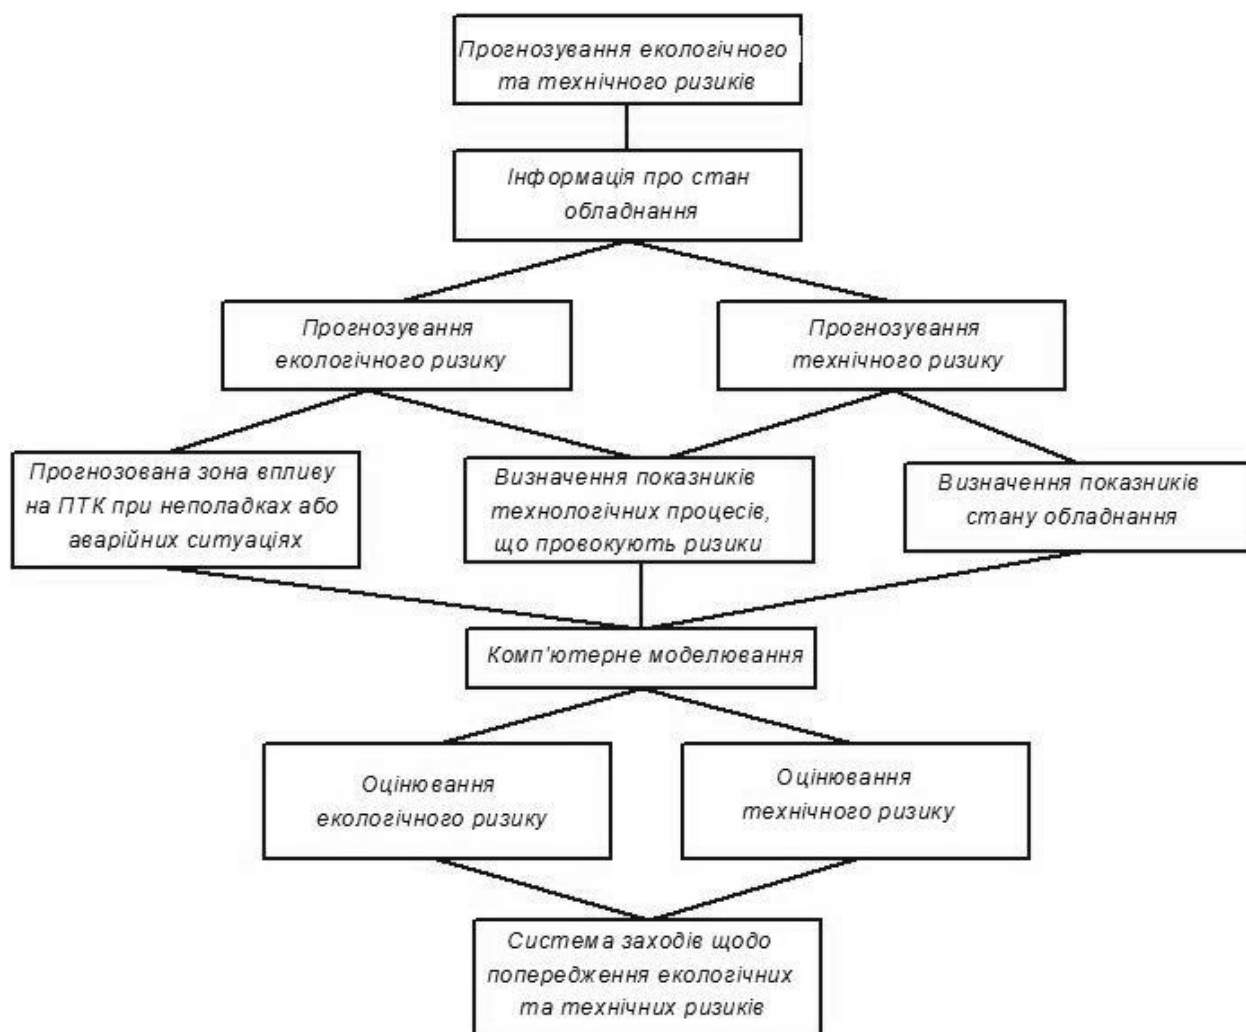 Прогнозування екологічного
та технічного ризиків
Інформація про стан
обладнання
Прогнозування
екологічного ризику
Прогнозування
технічного ризику
Прогнозована зона впливу
на ПТК при неполадках або
аварійних ситуаціях
Визначення показників
технологічних процесів,
що провокують ризики
Визначення показників
стану обладнання
Комп'ютерне моделювання
Оцінювання
екологічного ризику
Оцінювання
технічного ризику
Система заходів щодо
попередження екологічних
та технічних ризиків